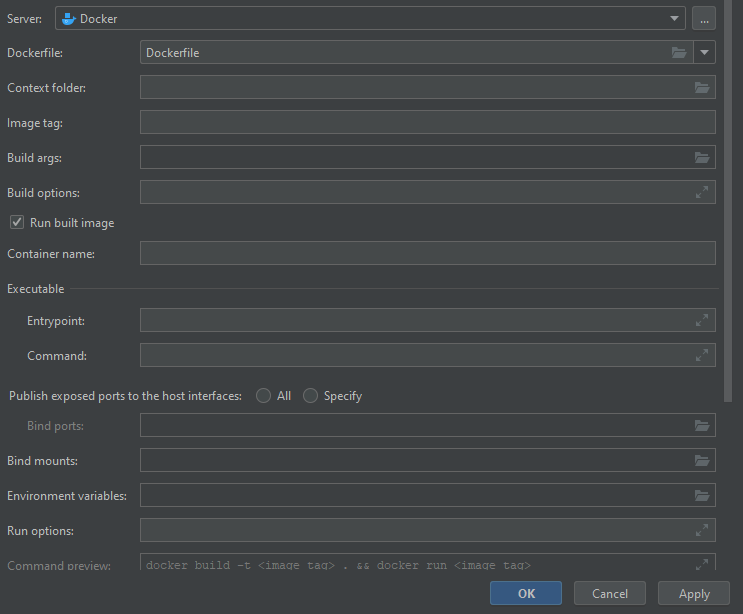 Server: Docker ...
Dockerfile: Dockerfile
Context folder:
Image tag:
Build args:
Build options:
Run built image
Container name:
Executable
Entrypoint:
Command:
Publish exposed ports to the host interfaces: All Specify
Bind ports:
Bind mounts:
Environment variables:
Run options:
Command preview: docker build -t <image tag> . && docker run <image tag>
OK Cancel Apply